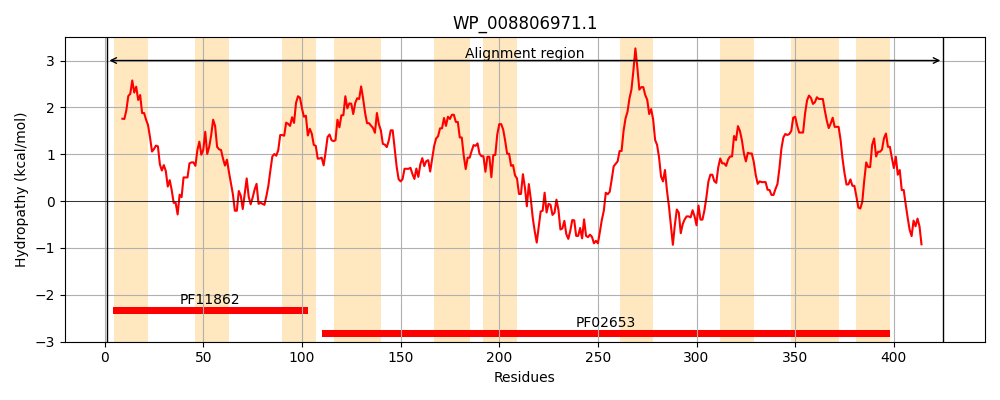 WP_008806971.1
Alignment region
3
2
1
0
−1
−2
−3
Hydropathy (kcal/mol)
PF11862
PF02653
0 50 100 150 200 250 300 350 400
Residues